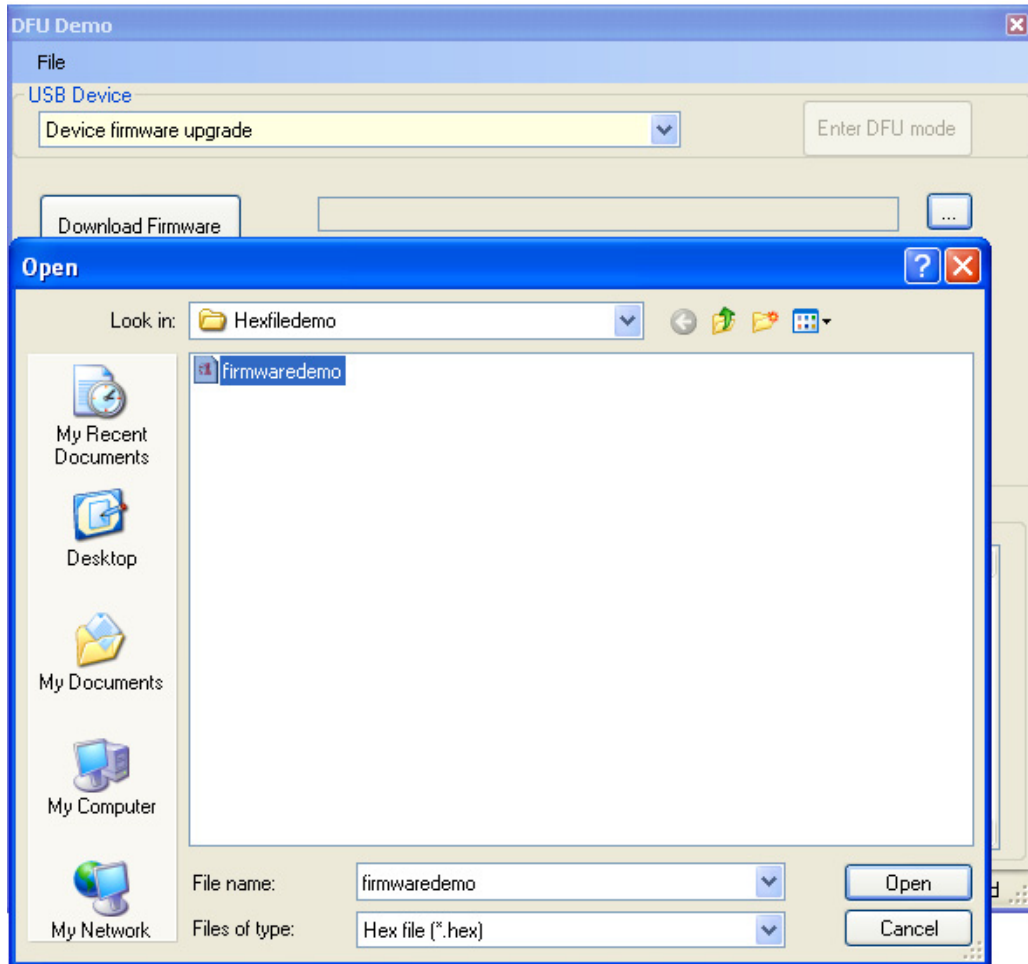 DFU Demo
File
USB Device
Device firmware upgrade
Enter DFU mode
Download Firmware
...
Open
Look in:
Hexfiledemo
firmwaredemo
My Recent
Documents
Desktop
My Documents
My Computer
My Network
File name:
firmwaredemo
Open
Files of type:
Hex file (*.hex)
Cancel